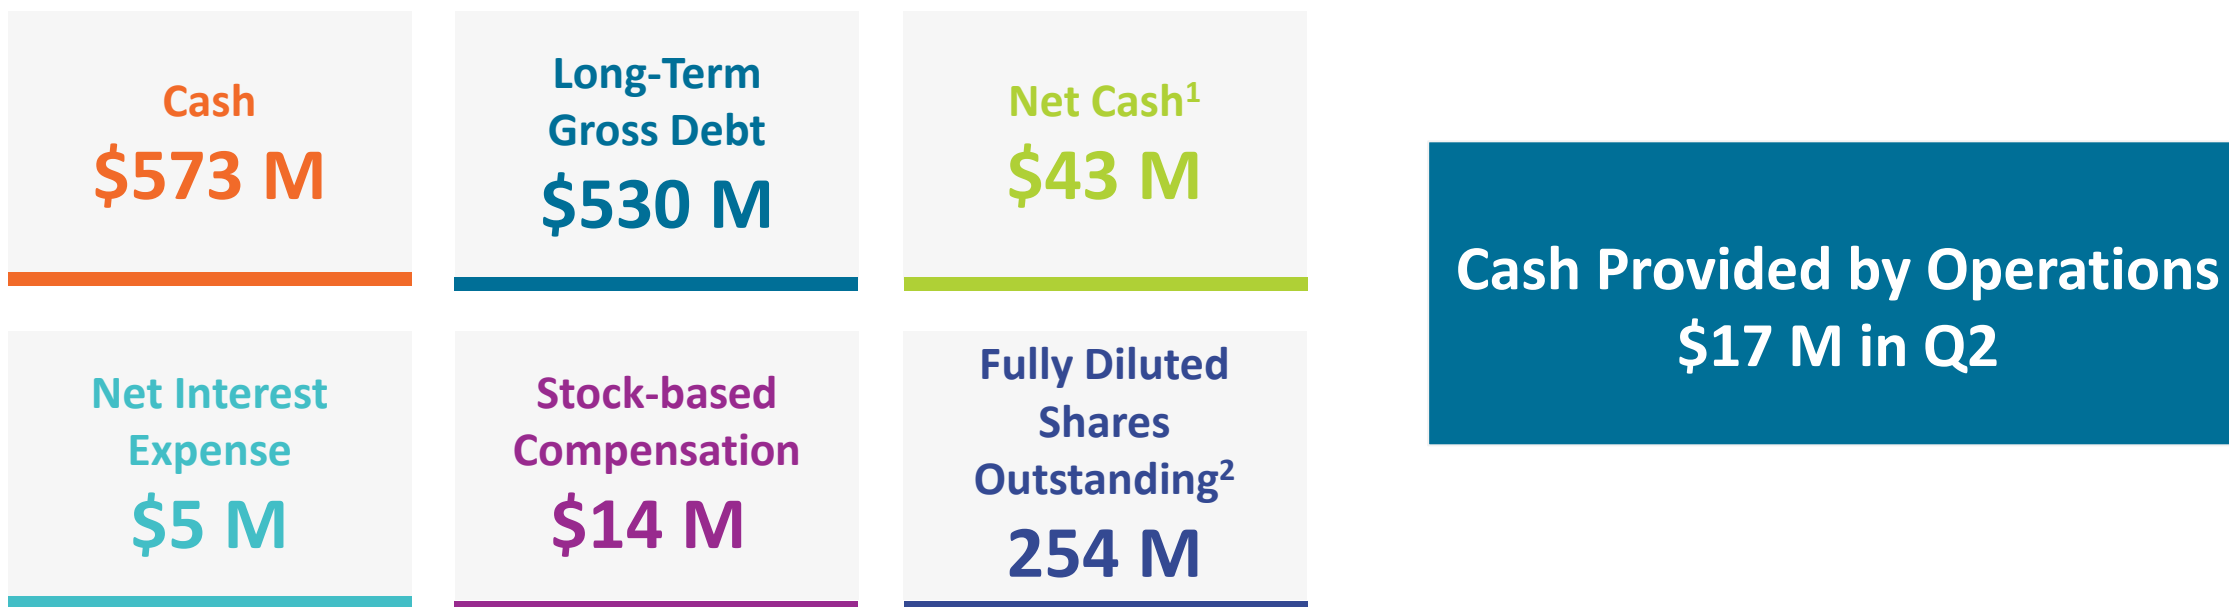 Cash
$573 M
Long-Term
Gross Debt
$530 M
Net Cash¹
$43 M
Net Interest
Expense
$5 M
Stock-based
Compensation
$14 M
Fully Diluted
Shares
Outstanding²
254 M
Cash Provided by Operations
$17 M in Q2